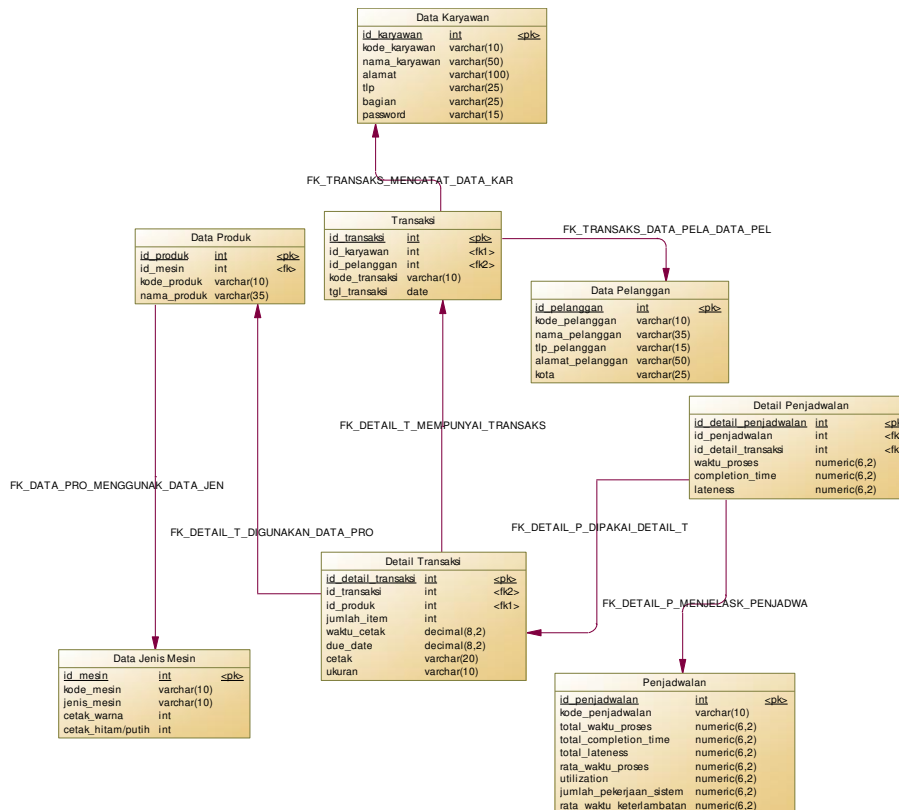 Data Karyawan
id_karyawan int <pk>
kode_karyawan varchar(10)
nama_karyawan varchar(50)
alamat varchar(100)
tlp varchar(25)
bagian varchar(25)
password varchar(15)
FK_TRANSAKS_MENCATAT_DATA_KAR
Transaksi
id_transaksi int <pk>
id_karyawan int <fk1>
id_pelanggan int <fk2>
kode_transaksi varchar(10)
tgl_transaksi date
Data Produk
id_produk int <pk>
id_mesin int <fk>
kode_produk varchar(10)
nama_produk varchar(35)
FK_TRANSAKS_DATA_PELA_DATA_PEL
Data Pelanggan
id_pelanggan int <pk>
kode_pelanggan varchar(10)
nama_pelanggan varchar(35)
tlp_pelanggan varchar(15)
alamat_pelanggan varchar(50)
kota varchar(25)
Detail Penjadwalan
id_detail_penjadwalan int <pk
id_penjadwalan int <fk
id_detail_transaksi int <fk
waktu_proses numeric(6,2)
completion_time numeric(6,2)
lateness numeric(6,2)
FK_DETAIL_T_MEMPUNYAI_TRANSAKS
FK_DATA_PRO_MENGGUNAK_DATA_JEN
FK_DETAIL_T_DIGUNAKAN_DATA_PRO
FK_DETAIL_P_DIPAKAI_DETAIL_T
Detail Transaksi
id_detail_transaksi int <pk>
id_transaksi int <fk2>
id_produk int <fk1>
jumlah_item int
waktu_cetak decimal(8,2)
due_date decimal(8,2)
cetak varchar(20)
ukuran varchar(10)
FK_DETAIL_P_MENJELASK_PENJADWA
Data Jenis Mesin
id_mesin int <pk>
kode_mesin varchar(10)
jenis_mesin varchar(10)
cetak_warna int
cetak_hitam/putih int
Penjadwalan
id_penjadwalan int <pk>
kode_penjadwalan varchar(10)
total_waktu_proses numeric(6,2)
total_completion_time numeric(6,2)
total_lateness numeric(6,2)
rata_waktu_proses numeric(6,2)
utilization numeric(6,2)
jumlah_pekerjaan_sistem numeric(6,2)
rata_waktu_keterlambatan numeric(6,2)